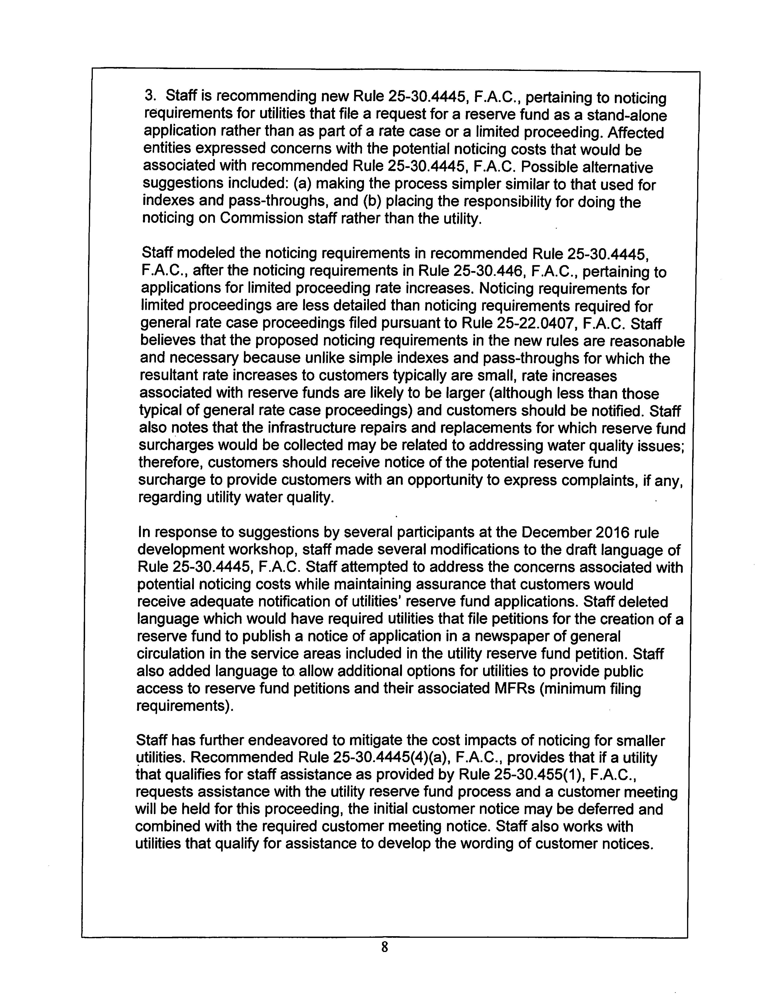 3. Staff is recommending new Rule 25-30.4445, F.A.C., pertaining to noticing
requirements for utilities that file a request for a reserve fund as a stand-alone
application rather than as part of a rate case or a limited proceeding. Affected
entities expressed concerns with the potential noticing costs that would be
associated with recommended Rule 25-30.4445, F.A.C. Possible alternative
suggestions included: (a) making the process simpler similar to that used for
indexes and pass-throughs, and (b) placing the responsibility for doing the
noticing on Commission staff rather than the utility.
Staff modeled the noticing requirements in recommended Rule 25-30.4445,
F.A.C., after the noticing requirements in Rule 25-30.446, F.A.C., pertaining to
applications for limited proceeding rate increases. Noticing requirements for
limited proceedings are less detailed than noticing requirements required for
general rate case proceedings filed pursuant to Rule 25-22.0407, F.A.C. Staff
believes that the proposed noticing requirements in the new rules are reasonable
and necessary because unlike simple indexes and pass-throughs for which the
resultant rate increases to customers typically are small, rate increases
associated with reserve funds are likely to be larger (although less than those
typical of general rate case proceedings) and customers should be notified. Staff
also notes that the infrastructure repairs and replacements for which reserve fund
surcharges would be collected may be related to addressing water quality issues;
therefore, customers should receive notice of the potential reserve fund
surcharge to provide customers with an opportunity to express complaints, if any,
regarding utility water quality.
In response to suggestions by several participants at the December 2016 rule
development workshop, staff made several modifications to the draft language of
Rule 25-30.4445, F.A.C. Staff attempted to address the concerns associated with
potential noticing costs while maintaining assurance that customers would
receive adequate notification of utilities' reserve fund applications. Staff deleted
language which would have required utilities that file petitions for the creation of a
reserve fund to publish a notice of application in a newspaper of general
circulation in the service areas included in the utility reserve fund petition. Staff
also added language to allow additional options for utilities to provide public
access to reserve fund petitions and their associated MFRs (minimum filing
requirements).
Staff has further endeavored to mitigate the cost impacts of noticing for smaller
utilities. Recommended Rule 25-30.4445(4)(a), F.A.C., provides that if a utility
that qualifies for staff assistance as provided by Rule 25-30.455(1), F.A.C.,
requests assistance with the utility reserve fund process and a customer meeting
will be held for this proceeding, the initial customer notice may be deferred and
combined with the required customer meeting notice. Staff also works with
utilities that qualify for assistance to develop the wording of customer notices.
8